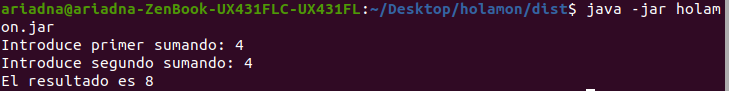 ariadna@ariadna-ZenBook-UX431FLC-UX431FL:~/Desktop/holamon/dist$ java -jar holam
on.jar
Introduce primer sumando: 4
Introduce segundo sumando: 4
El resultado es 8